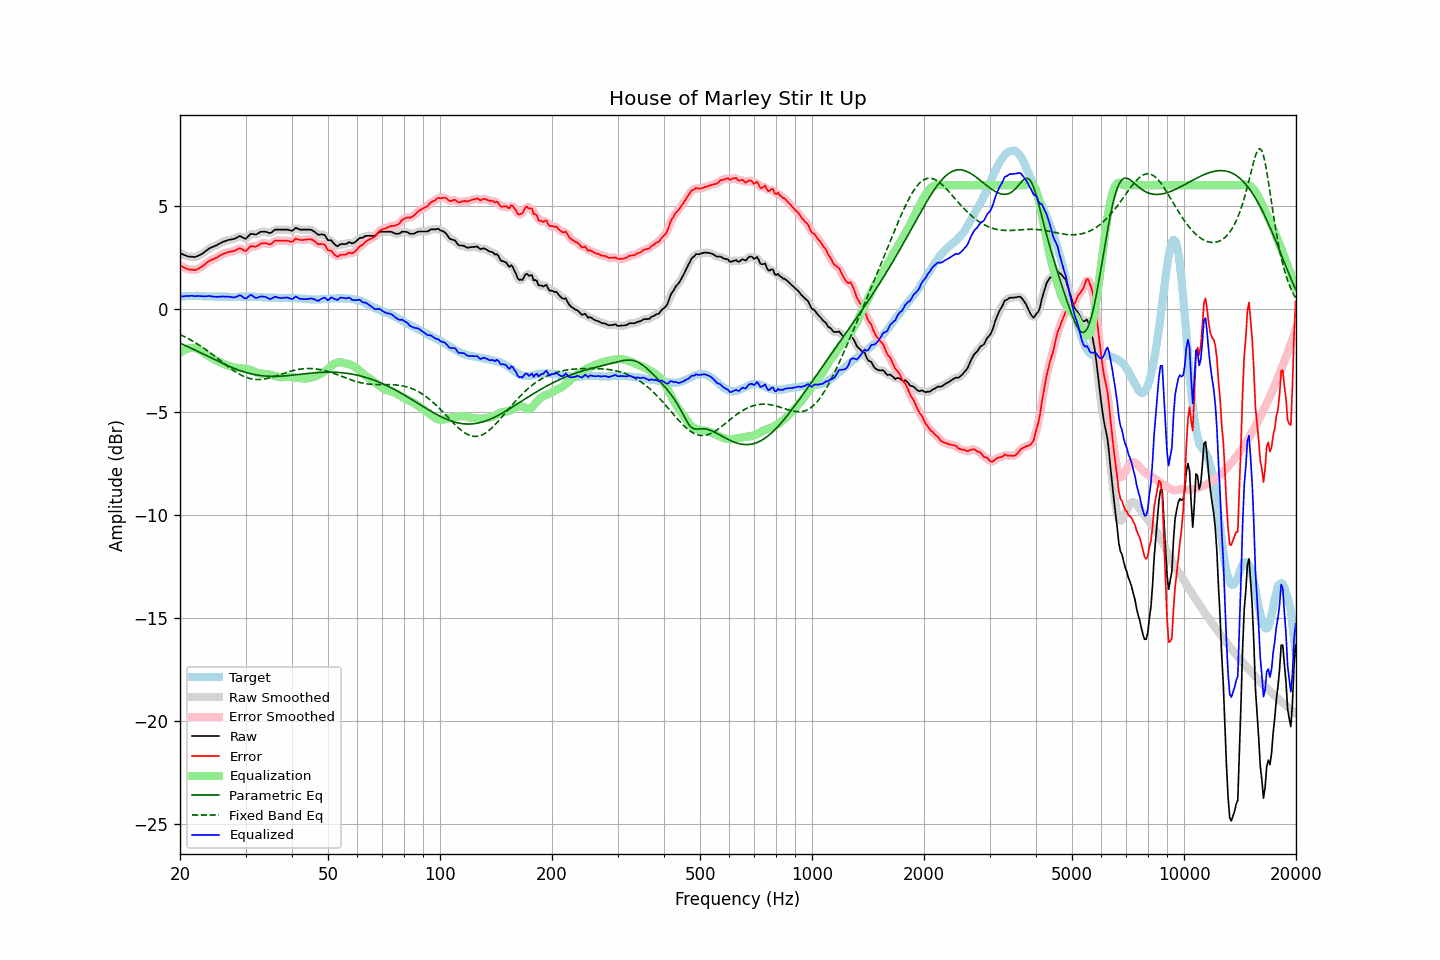 House of Marley Stir It Up
Amplitude (dBr)
5
0
−5
−10
−15
−20
−25
Target
Raw Smoothed
Error Smoothed
Raw
Error
Equalization
Parametric Eq
Fixed Band Eq
Equalized
20 50 100 200 500 1000 2000 5000 10000 20000
Frequency (Hz)